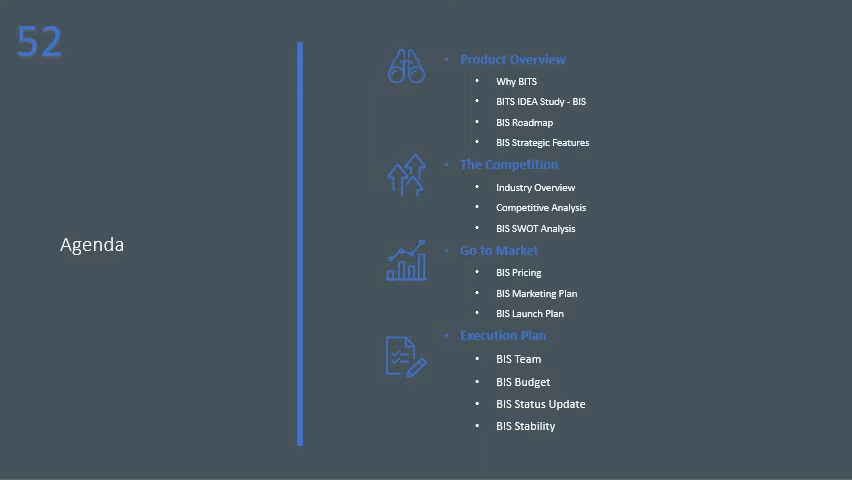 52
Agenda
• Product Overview
• Why BITS
• BITS IDEA Study - BIS
• BIS Roadmap
• BIS Strategic Features
• The Competition
• Industry Overview
• Competitive Analysis
• BIS SWOT Analysis
• Go to Market
• BIS Pricing
• BIS Marketing Plan
• BIS Launch Plan
• Execution Plan
• BIS Team
• BIS Budget
• BIS Status Update
• BIS Stability